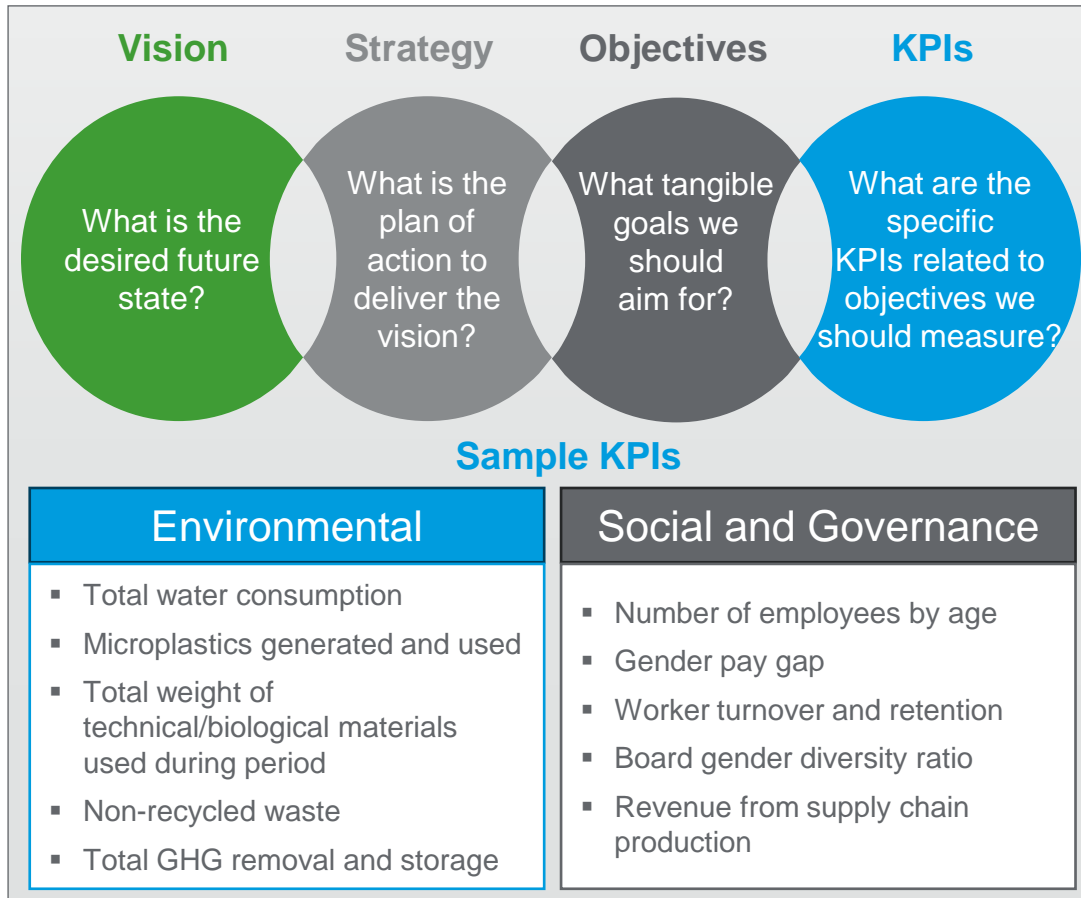 Vision
Strategy
Objectives
KPIs
What is the
desired future
state?
What is the
plan of
action to
deliver the
vision?
What tangible
goals we
should
aim for?
What are the
specific
KPIs related to
objectives we
should measure?
Sample KPIs
Environmental
▪ Total water consumption
▪ Microplastics generated and used
▪ Total weight of
technical/biological materials
used during period
▪ Non-recycled waste
▪ Total GHG removal and storage
Social and Governance
▪ Number of employees by age
▪ Gender pay gap
▪ Worker turnover and retention
▪ Board gender diversity ratio
▪ Revenue from supply chain
production